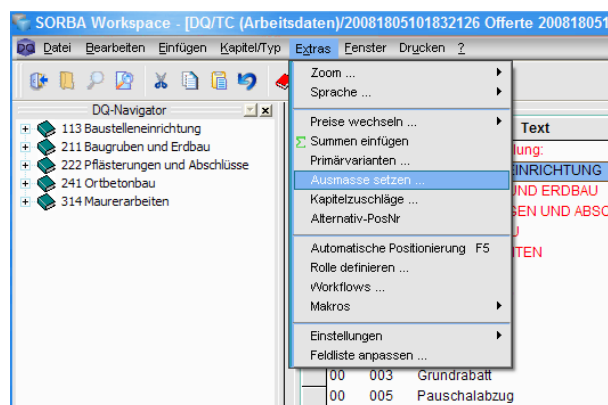 SORBA Workspace - [DQ/TC (Arbeitsdaten)/20081805101832126 Offerte 200818051
DQ Datei Bearbeiten Einfügen Kapitel/Typ Extras Fenster Drucken ?
DQ-Navigator
113 Baustelleneinrichtung
211 Baugruben und Erdbau
222 Pflästerungen und Abschlüsse
241 Ortbetonbau
314 Maurerarbeiten
Zoom ...
Sprache ...
Preise wechseln ...
Σ Summen einfügen
Primärvarianten ...
Ausmasse setzen ...
Kapitelzuschläge ...
Alternativ-PosNr
Automatische Positionierung F5
Rolle definieren ...
Workflows ...
Makros
Einstellungen
Feldliste anpassen ...
Text
lung:
EINRICHTUNG
UND ERDBAU
GEN UND ABSC
U
ITEN
00 003 Grundrabatt
00 005 Pauschalabzug